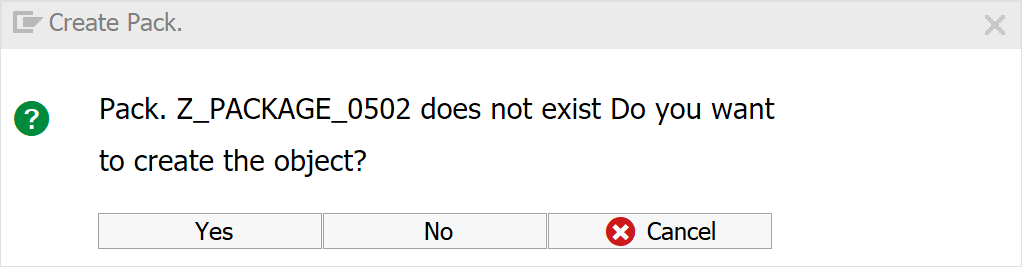 Create Pack.
Pack. Z_PACKAGE_0502 does not exist Do you want
to create the object?
Yes No Cancel